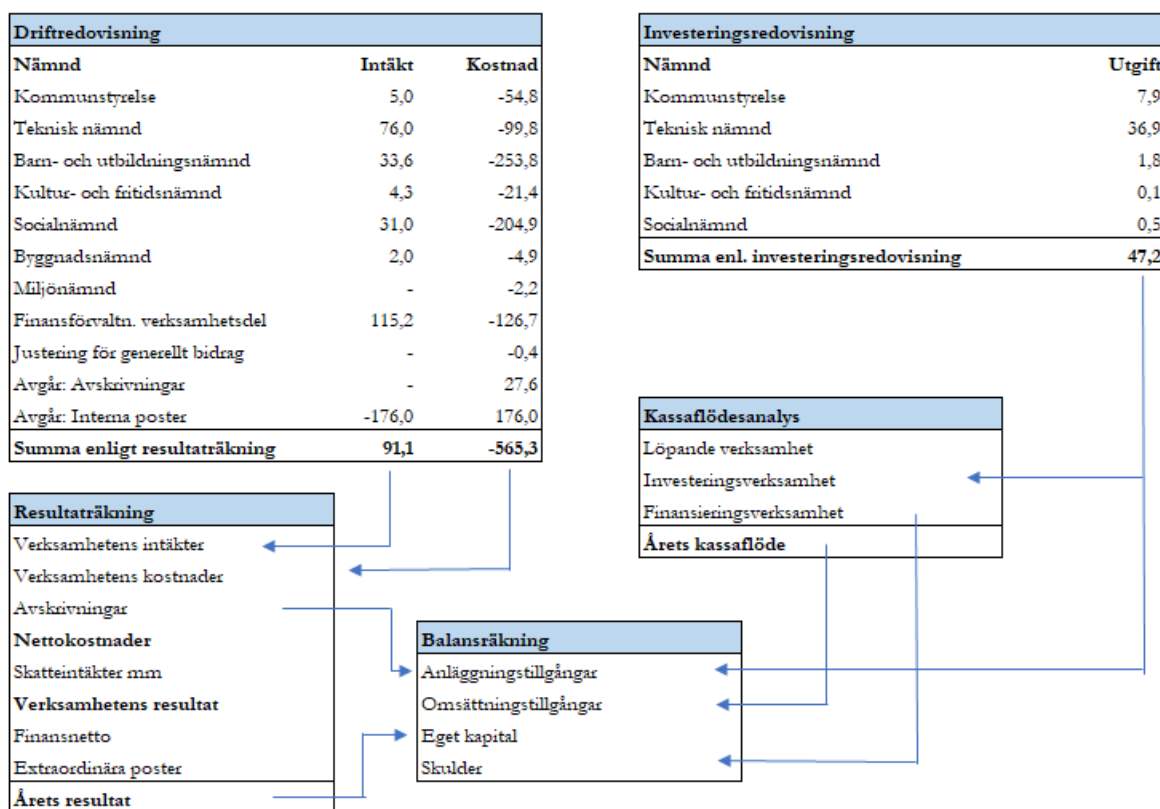 Driftredovisning
Nämnd Intäkt Kostnad
Kommunstyrelse 5,0 -54,8
Teknisk nämnd 76,0 -99,8
Barn- och utbildningsnämnd 33,6 -253,8
Kultur- och fritidsnämnd 4,3 -21,4
Socialnämnd 31,0 -204,9
Byggnadsnämnd 2,0 -4,9
Miljönämnd - -2,2
Finansförvaltn. verksamhetsdel 115,2 -126,7
Justering för generellt bidrag - -0,4
Avgår: Avskrivningar - 27,6
Avgår: Interna poster -176,0 176,0
Summa enligt resultaträkning 91,1 -565,3
Investeringsredovisning
Nämnd Utgift
Kommunstyrelse 7,9
Teknisk nämnd 36,9
Barn- och utbildningsnämnd 1,8
Kultur- och fritidsnämnd 0,1
Socialnämnd 0,5
Summa enl. investeringsredovisning 47,2
Kassaflödesanalys
Löpande verksamhet
Investeringsverksamhet
Finansieringsverksamhet
Årets kassaflöde
Resultaträkning
Verksamhetens intäkter
Verksamhetens kostnader
Avskrivningar
Nettokostnader
Skatteintäkter mm
Verksamhetens resultat
Finansnetto
Extraordinära poster
Årets resultat
Balansräkning
Anläggningstillgångar
Omsättningstillgångar
Eget kapital
Skulder